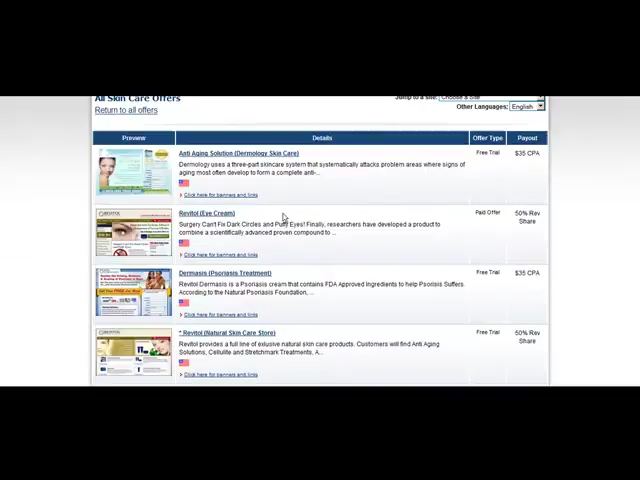 All Skin Care Offers
Jump to a site: Choose a Site
Return to all offers
Other Languages: English
Preview Details Offer Type Payout
Anti Aging Solution (Dermology Skin Care) Free Trial $35 CPA
Dermology uses a three-part skincare system that systematically attacks problem areas where signs of
aging most often develop to form a complete anti-...
Click here for banners and links
Revitol (Eye Cream) Paid Offer 50% Rev
Share
Surgery Can't Fix Dark Circles and Puffy Eyes! Finally, researchers have developed a product to
combine a scientifically advanced proven compound to ...
Click here for banners and links
Dermasis (Psoriasis Treatment) Free Trial $35 CPA
Revitol Dermasis is a Psoriasis cream that contains FDA Approved Ingredients to help Psoriasis Suffers.
According to the Natural Psoriasis Foundation, ...
Click here for banners and links
* Revitol (Natural Skin Care Store) Free Trial 50% Rev
Share
Revitol provides a full line of exlusive natural skin care products. Customers will find Anti Aging
Solutions, Cellulite and Stretchmark Treatments, A...
Click here for banners and links